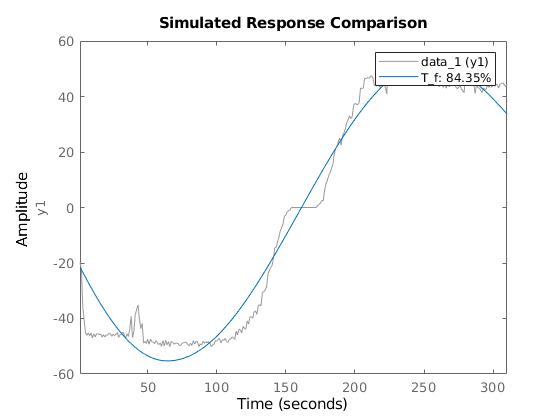 Simulated Response Comparison
data_1 (y1)
T_f: 84.35%
60
40
20
0
-20
-40
-60
Amplitude
y1
50 100 150 200 250 300
Time (seconds)